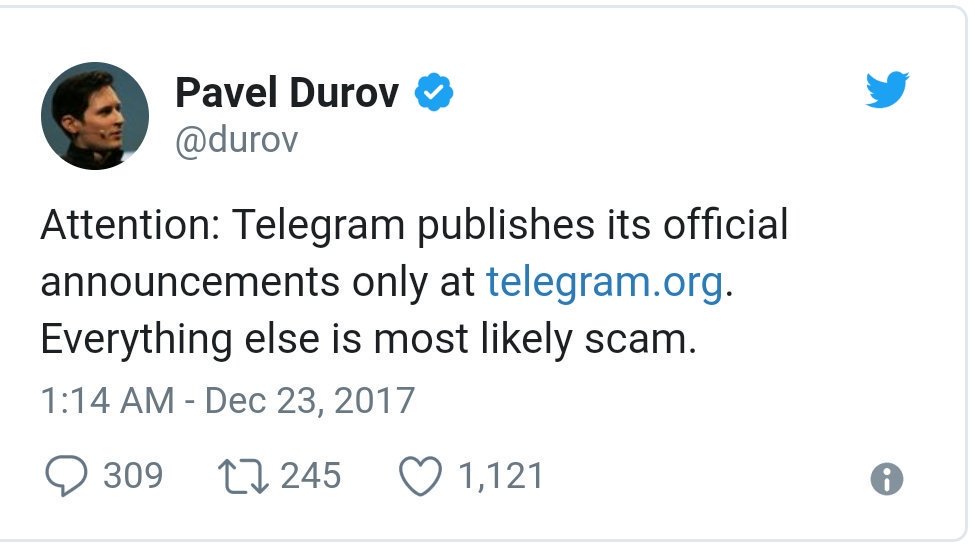 Pavel Durov
@durov
Attention: Telegram publishes its official
announcements only at telegram.org.
Everything else is most likely scam.
1:14 AM - Dec 23, 2017
309 245 1,121